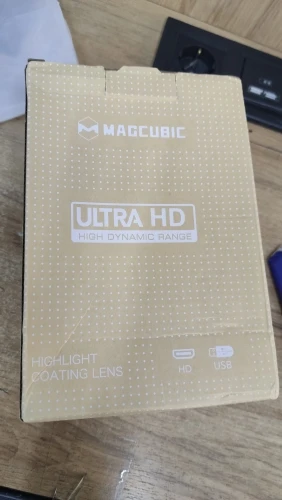 MAGCUBIC
ULTRA HD
HIGH DYNAMIC RANGE
HIGHLIGHT
COATING LENS
HD
USB